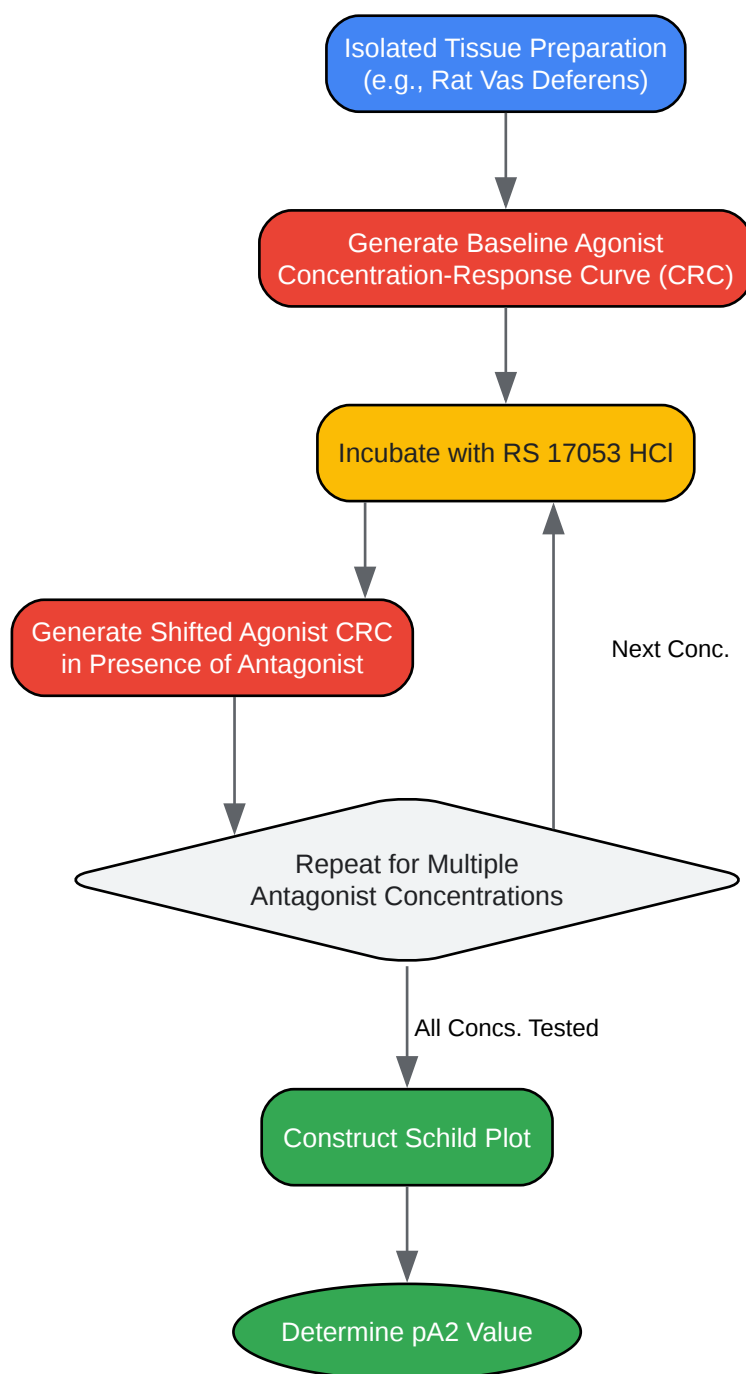 Isolated Tissue Preparation
(e.g., Rat Vas Deferens)
Generate Baseline Agonist
Concentration-Response Curve (CRC)
Incubate with RS 17053 HCl
Generate Shifted Agonist CRC
in Presence of Antagonist
Next Conc.
Repeat for Multiple
Antagonist Concentrations
All Concs. Tested
Construct Schild Plot
Determine pA2 Value